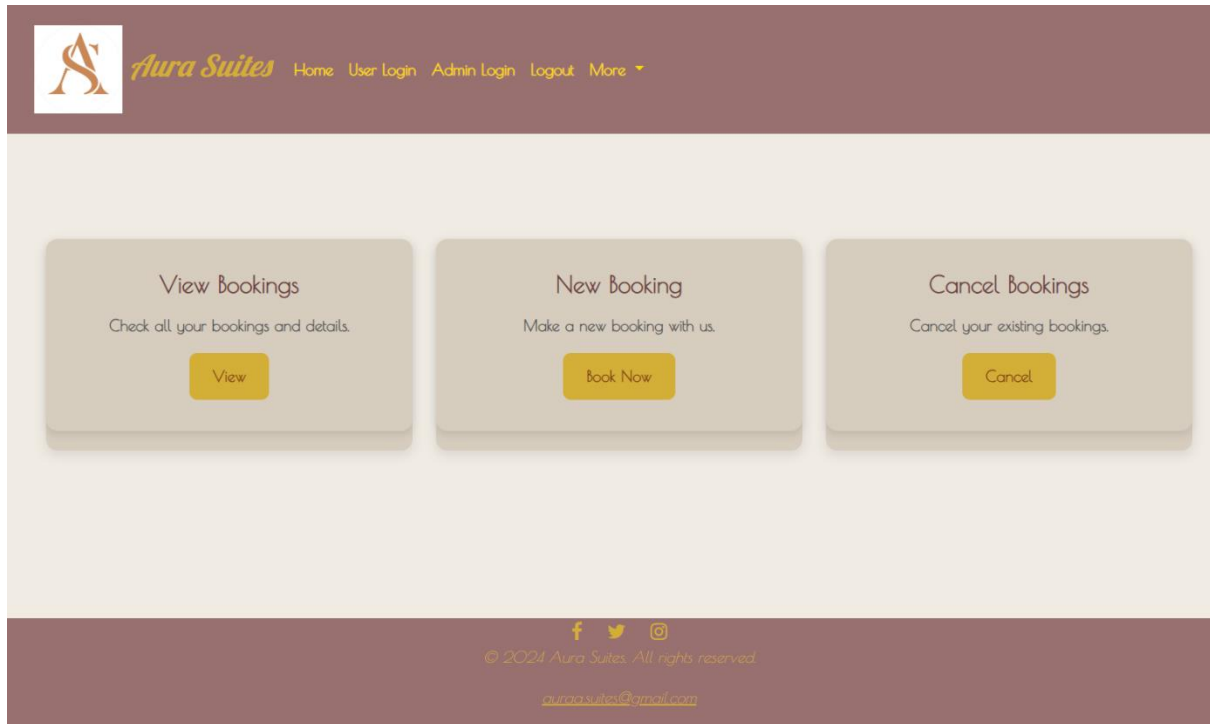 AS
Aura Suites Home User Login Admin Login Logout More
View Bookings
Check all your bookings and details.
View
New Booking
Make a new booking with us.
Book Now
Cancel Bookings
Cancel your existing bookings.
Cancel
© 2024 Aura Suites. All rights reserved.
auraa.suites@gmail.com